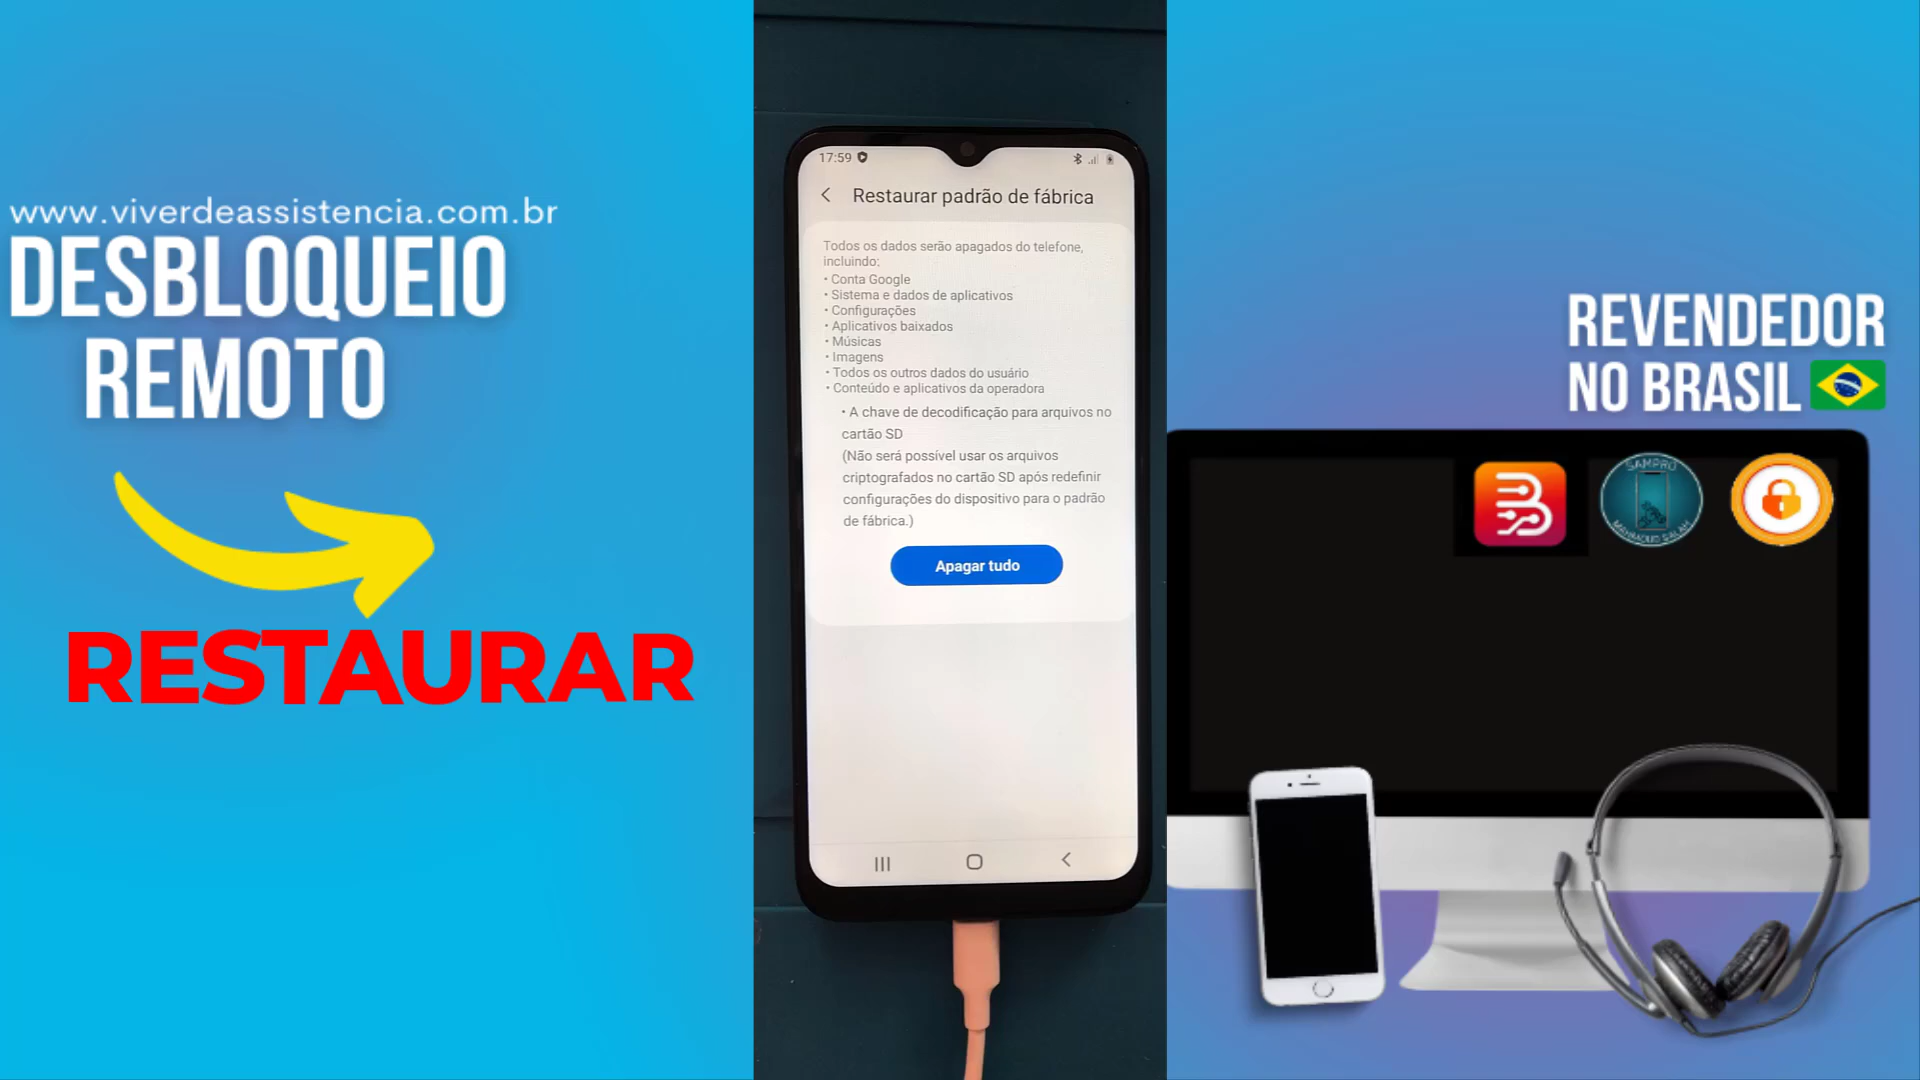 www.viverdeassistencia.com.br
DESBLOQUEIO
REMOTO
RESTAURAR
17:59
Restaurar padrão de fábrica
Todos os dados serão apagados do telefone,
incluindo:
• Conta Google
• Sistema e dados de aplicativos
• Configurações
• Aplicativos baixados
• Músicas
• Imagens
• Todos os outros dados do usuário
• Conteúdo e aplicativos da operadora
• A chave de decodificação para arquivos no
cartão SD
(Não será possível usar os arquivos
criptografados no cartão SD após redefinir
configurações do dispositivo para o padrão
de fábrica.)
Apagar tudo
REVENDEDOR
NO BRASIL
SAMPRO
MAHMOUD SALAH